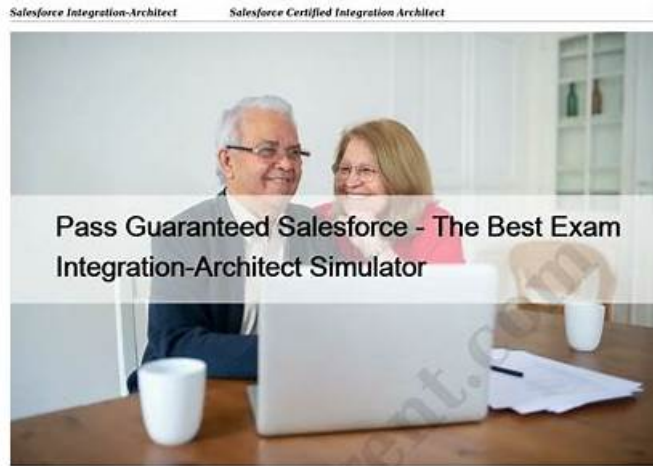 Salesforce Integration-Architect Salesforce Certified Integration Architect
Pass Guaranteed Salesforce - The Best Exam
Integration-Architect Simulator